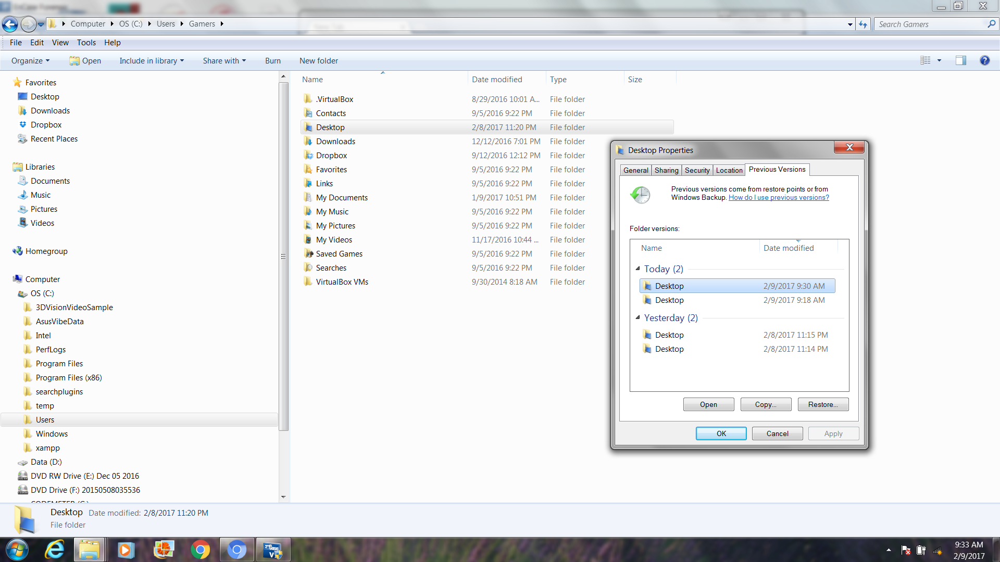 Computer OS (C:) Users Gamers
Search Gamers
File Edit View Tools Help
Organize Open Include in library Share with Burn New folder
Favorites
Desktop
Downloads
Dropbox
Recent Places
Libraries
Documents
Music
Pictures
Videos
Homegroup
Computer
OS (C:)
3DVisionVideoSample
AsusVibeData
Intel
PerfLogs
Program Files
Program Files (x86)
searchplugins
temp
Users
Windows
xampp
Data (D:)
DVD RW Drive (E:) Dec 05 2016
DVD Drive (F:) 20150508035536
Name Date modified Type Size
.VirtualBox 8/29/2016 10:01 A... File folder
Contacts 9/5/2016 9:22 PM File folder
Desktop 2/8/2017 11:20 PM File folder
Downloads 12/12/2016 7:01 PM File folder
Dropbox 9/12/2016 12:12 PM File folder
Favorites 9/5/2016 9:22 PM File folder
Links 9/5/2016 9:22 PM File folder
My Documents 1/9/2017 10:51 PM File folder
My Music 9/5/2016 9:22 PM File folder
My Pictures 9/5/2016 9:22 PM File folder
My Videos 11/17/2016 10:44 ... File folder
Saved Games 9/5/2016 9:22 PM File folder
Searches 9/5/2016 9:22 PM File folder
VirtualBox VMs 9/30/2014 8:18 AM File folder
Desktop Properties
General Sharing Security Location Previous Versions
Previous versions come from restore points or from
Windows Backup. How do I use previous versions?
Folder versions:
Name Date modified
Today (2)
Desktop 2/9/2017 9:30 AM
Desktop 2/9/2017 9:18 AM
Yesterday (2)
Desktop 2/8/2017 11:15 PM
Desktop 2/8/2017 11:14 PM
Open Copy... Restore...
OK Cancel Apply
Desktop Date modified: 2/8/2017 11:20 PM
File folder
9:33 AM
2/9/2017